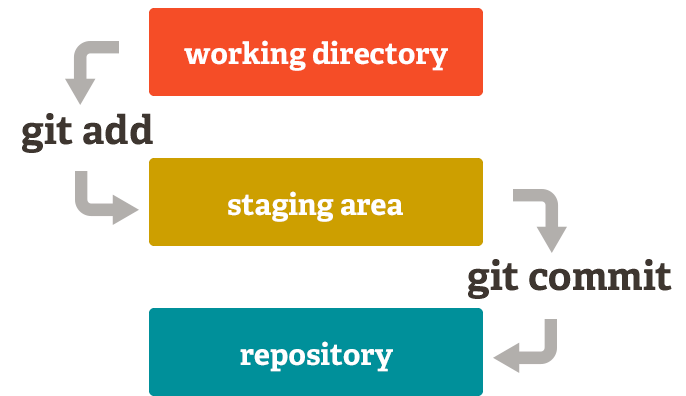 working directory
git add
staging area
git commit
repository